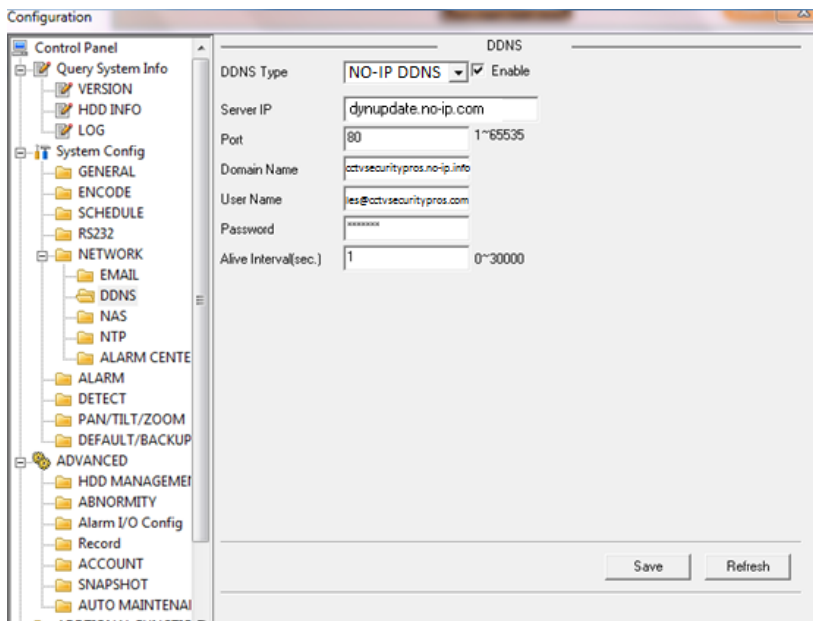 Configuration
Control Panel
Query System Info
VERSION
HDD INFO
LOG
System Config
GENERAL
ENCODE
SCHEDULE
RS232
NETWORK
EMAIL
DDNS
NAS
NTP
ALARM CENTE
ALARM
DETECT
PAN/TILT/ZOOM
DEFAULT/BACKUP
ADVANCED
HDD MANAGEMEN
ABNORMITY
Alarm I/O Config
Record
ACCOUNT
SNAPSHOT
AUTO MAINTENAI
DDNS
DDNS Type NO-IP DDNS Enable
Server IP dynupdate.no-ip.com
Port 80 1~65535
Domain Name cctvsecuritypros.no-ip.info
User Name les@cctvsecuritypros.com
Password *******
Alive Interval(sec.) 1 0~30000
Save Refresh